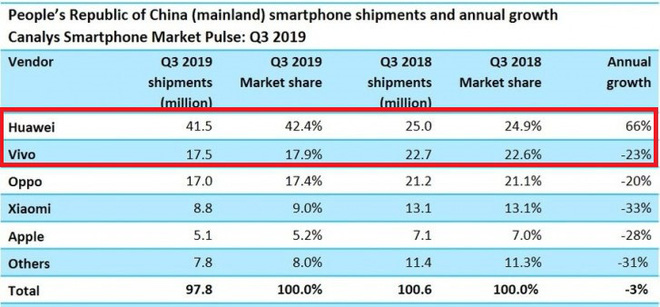 People's Republic of China (mainland) smartphone shipments and annual growth
Canalys Smartphone Market Pulse: Q3 2019
Vendor Q3 2019 shipments (million) Q3 2019 Market share Q3 2018 shipments (million) Q3 2018 Market share Annual growth
Huawei 41.5 42.4% 25.0 24.9% 66%
Vivo 17.5 17.9% 22.7 22.6% -23%
Oppo 17.0 17.4% 21.2 21.1% -20%
Xiaomi 8.8 9.0% 13.1 13.1% -33%
Apple 5.1 5.2% 7.1 7.0% -28%
Others 7.8 8.0% 11.4 11.3% -31%
Total 97.8 100.0% 100.6 100.0% -3%